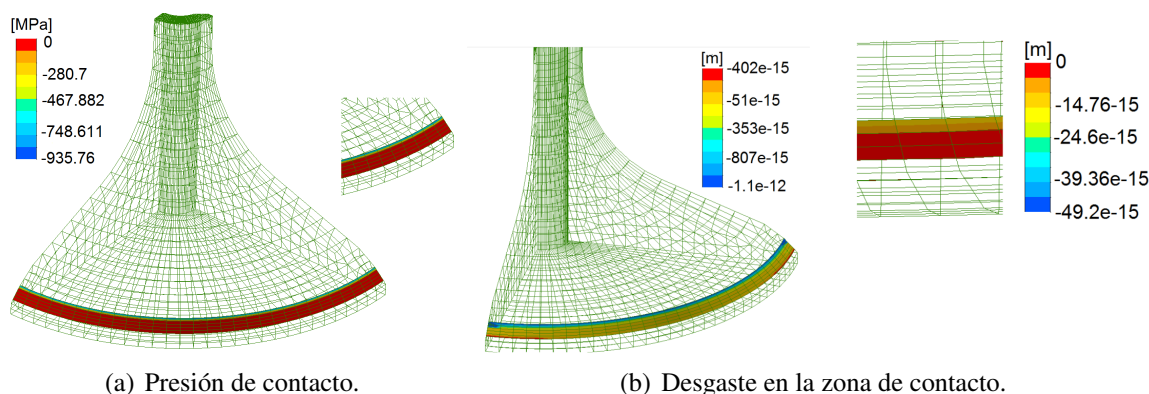 [MPa]
0
-280.7
-467.882
-748.611
-935.76
[m]
-402e-15
-51e-15
-353e-15
-807e-15
-1.1e-12
[m]
0
-14.76e-15
-24.6e-15
-39.36e-15
-49.2e-15
(a) Presión de contacto.
(b) Desgaste en la zona de contacto.